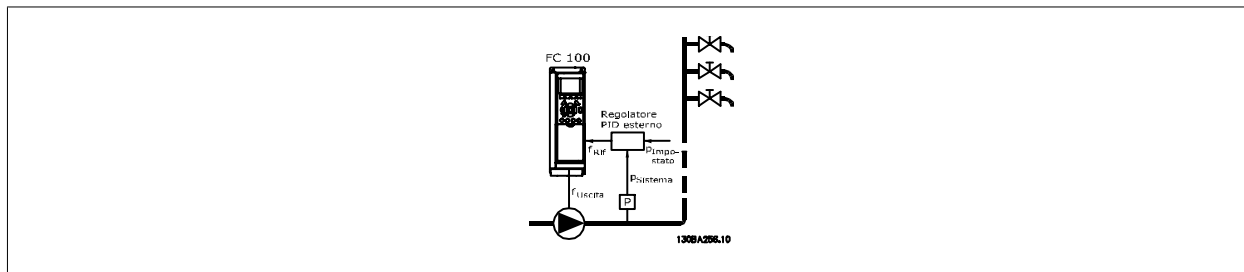 FC 100
Regolatore
PID esterno
fRif
pImpo-
stato
pSistema
fUscita
P
130BA256.10